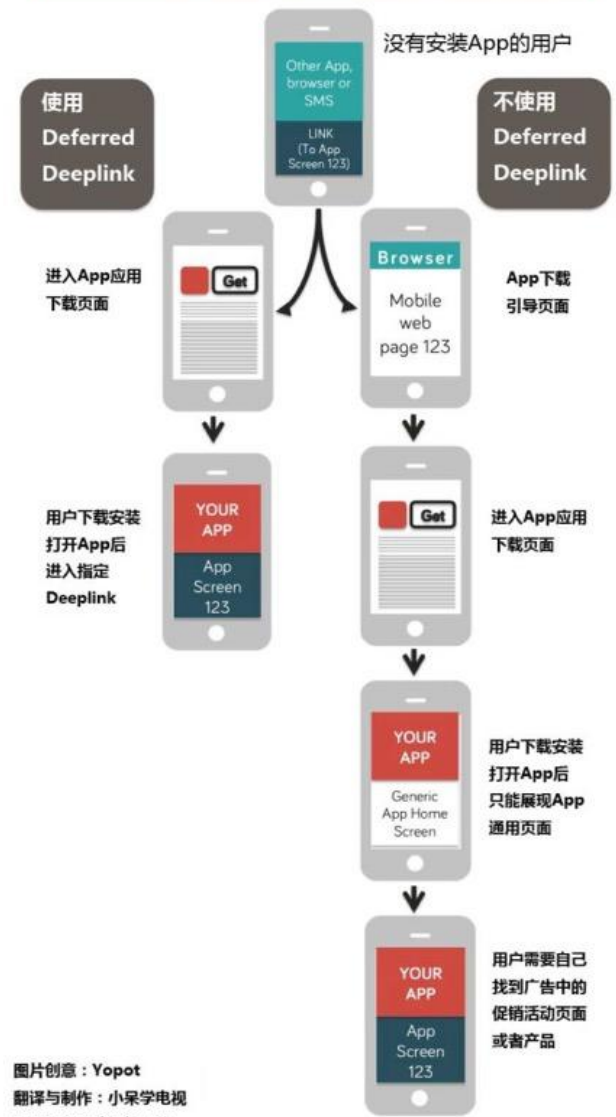 没有安装App的用户
Other App,
browser or
SMS
LINK
(To App
Screen 123)
使用
Deferred
Deeplink
不使用
Deferred
Deeplink
进入App应用
下载页面
Get
Browser
Mobile
web
page 123
App下载
引导页面
用户下载安装
打开App后
进入指定
Deeplink
YOUR
APP
App
Screen
123
Get
进入App应用
下载页面
YOUR
APP
Generic
App Home
Screen
用户下载安装
打开App后
只能展现App
通用页面
YOUR
APP
App
Screen
123
用户需要自己
找到广告中的
促销活动页面
或者产品
图片创意：Yopot
翻译与制作：小呆学电视